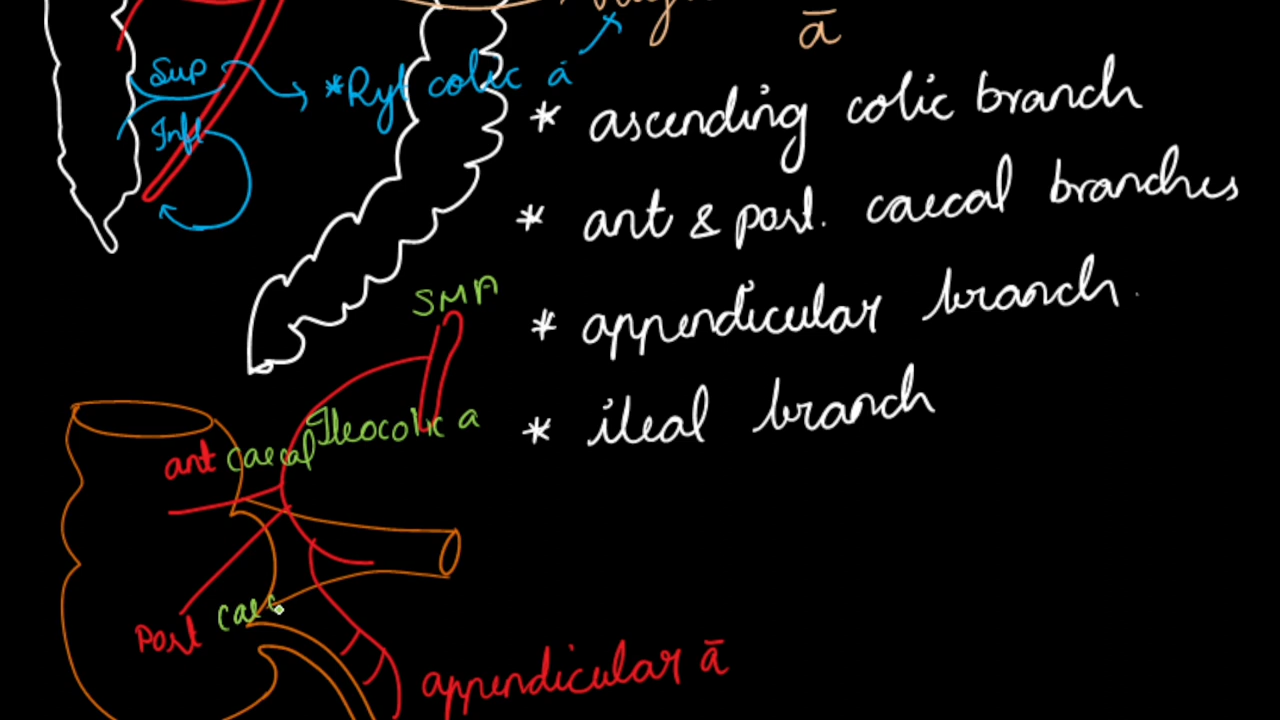 ā
Sup
*Ryt colic ā
Infr
* ascending colic branch
* ant & post. caecal branches
* appendicular branch.
* ileal branch
SMA
Ileocolic a
ant caecal
Post caec
appendicular ā